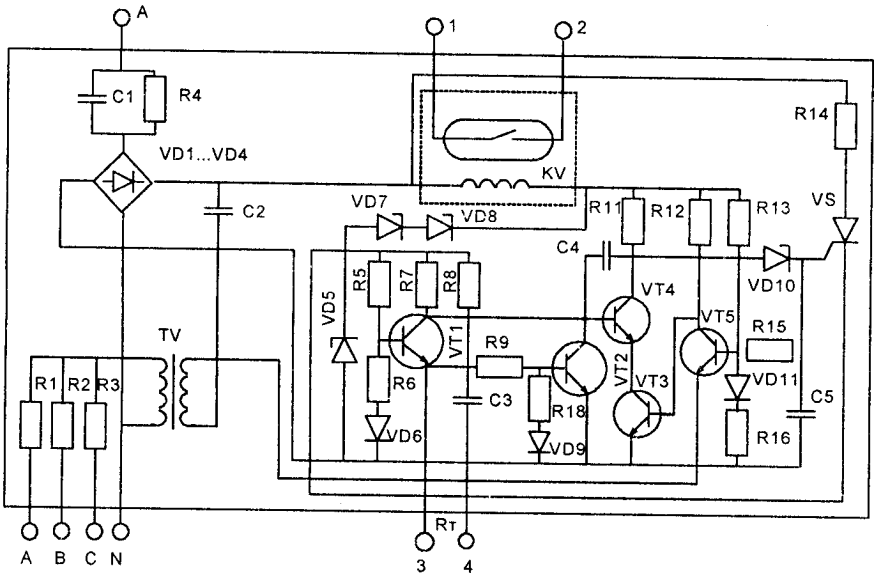 A
1
2
C1
R4
R14
VD1...VD4
KV
VS
C2
VD7
VD8
R11
R12
R13
C4
R5
R7
R8
VD10
VD5
VT4
VT1
VT5
TV
R9
R15
VT2
VT3
VD11
R1
R2
R3
R6
C3
R18
C5
VD6
VD9
R16
Rт
A
B
C
N
3
4